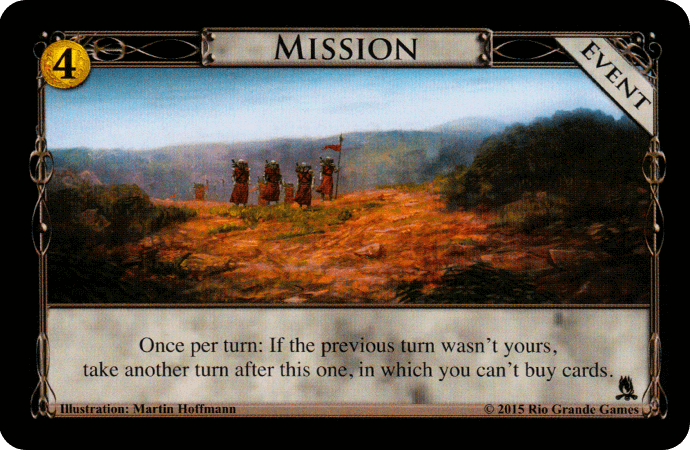 4
MISSION
EVENT
Once per turn: If the previous turn wasn't yours,
take another turn after this one, in which you can't buy cards.
Illustration: Martin Hoffmann
© 2015 Rio Grande Games